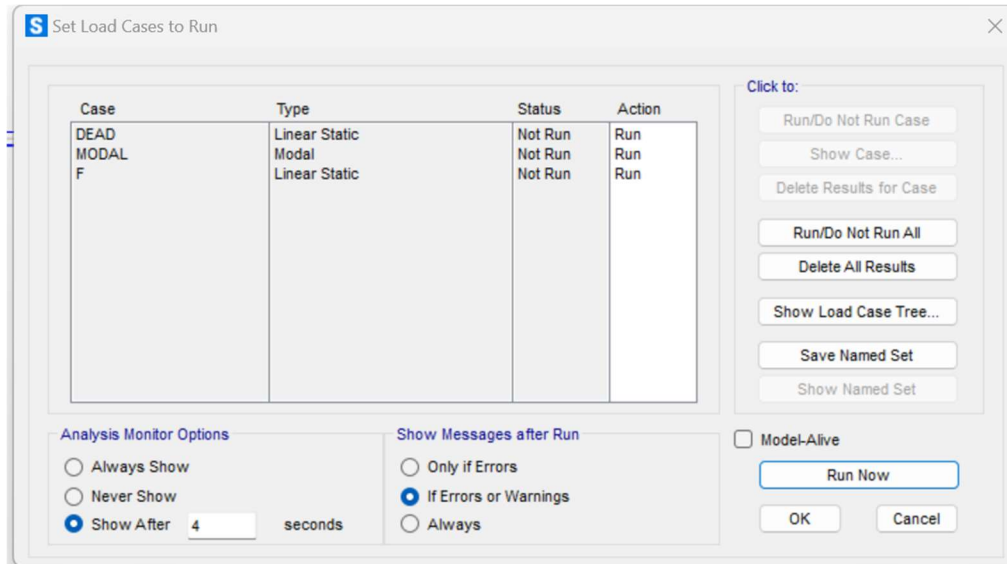 S Set Load Cases to Run
Click to:
Case Type Status Action
DEAD Linear Static Not Run Run
MODAL Modal Not Run Run
F Linear Static Not Run Run
Run/Do Not Run Case
Show Case...
Delete Results for Case
Run/Do Not Run All
Delete All Results
Show Load Case Tree...
Save Named Set
Show Named Set
Analysis Monitor Options
Always Show
Never Show
Show After 4 seconds
Show Messages after Run
Only if Errors
If Errors or Warnings
Always
Model-Alive
Run Now
OK Cancel